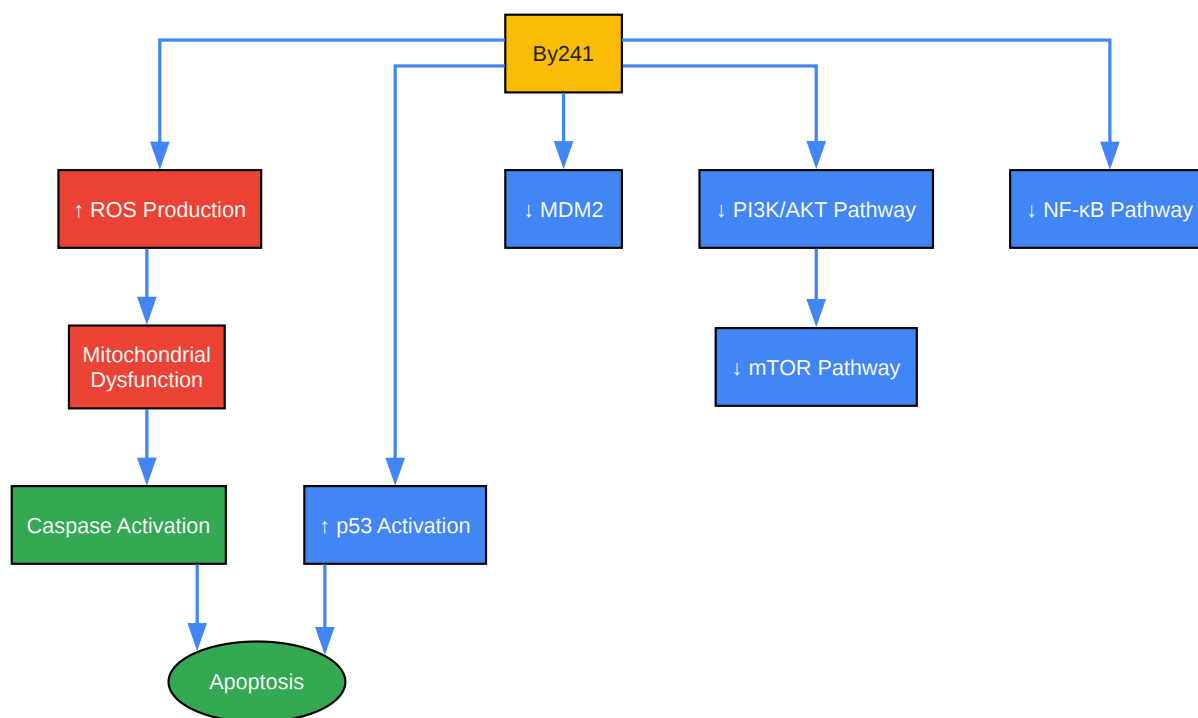 By241
↑ ROS Production
↓ MDM2
↓ PI3K/AKT Pathway
↓ NF-κB Pathway
Mitochondrial
Dysfunction
↓ mTOR Pathway
Caspase Activation
↑ p53 Activation
Apoptosis